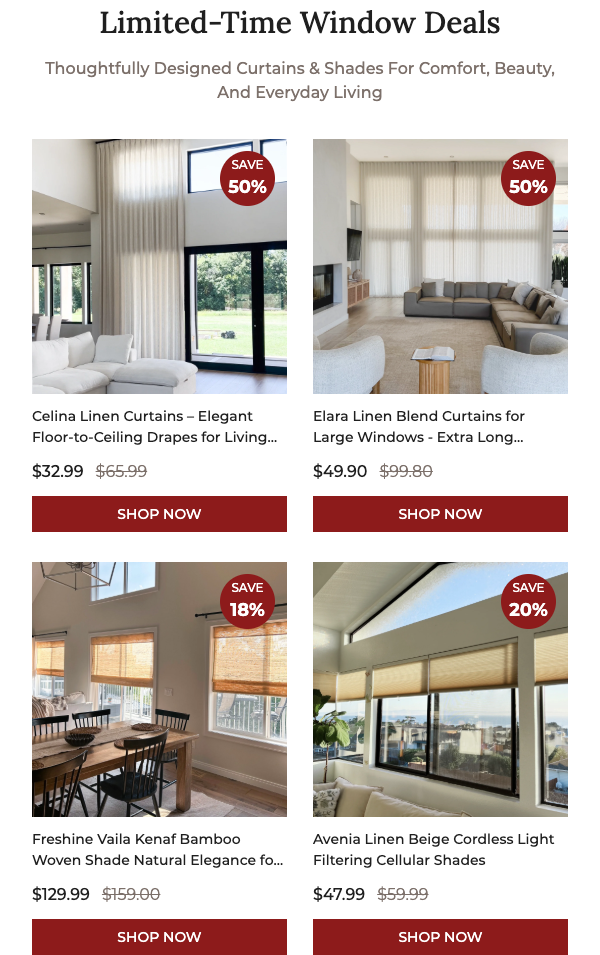 Limited-Time Window Deals
Thoughtfully Designed Curtains & Shades For Comfort, Beauty,
And Everyday Living
SAVE
50%
SAVE
50%
Celina Linen Curtains – Elegant
Floor-to-Ceiling Drapes for Living...
$32.99 $65.99
SHOP NOW
Elara Linen Blend Curtains for
Large Windows - Extra Long...
$49.90 $99.80
SHOP NOW
SAVE
18%
SAVE
20%
Freshine Vaila Kenaf Bamboo
Woven Shade Natural Elegance fo...
$129.99 $159.00
SHOP NOW
Avenia Linen Beige Cordless Light
Filtering Cellular Shades
$47.99 $59.99
SHOP NOW